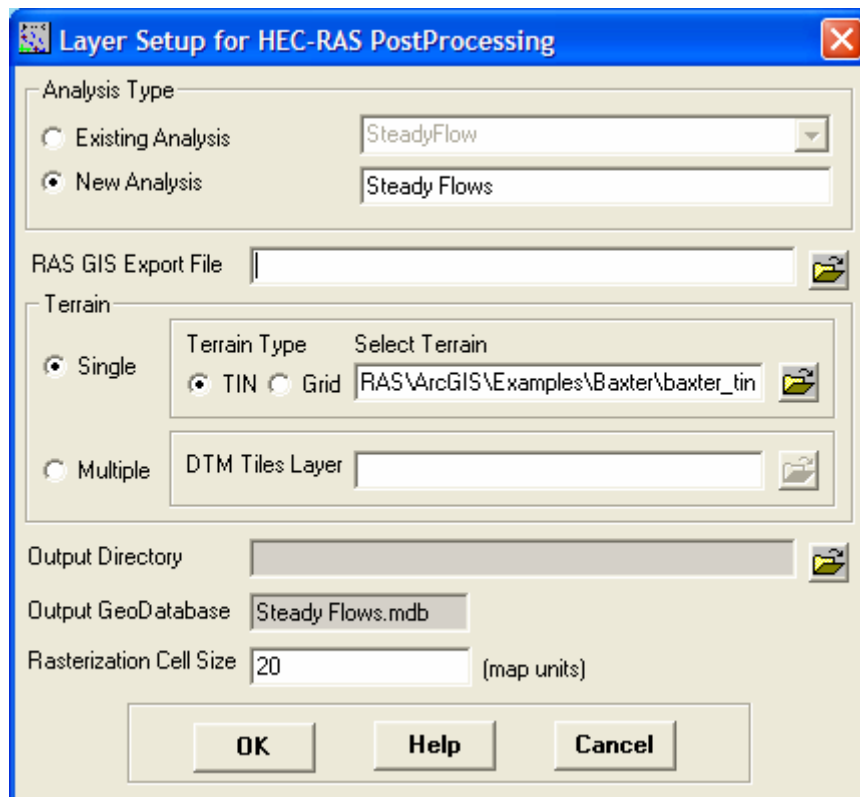 Layer Setup for HEC-RAS PostProcessing
Analysis Type
Existing Analysis
SteadyFlow
New Analysis
Steady Flows
RAS GIS Export File
Terrain
Single
Terrain Type
Select Terrain
TIN
Grid
RAS\ArcGIS\Examples\Baxter\baxter_tin
Multiple
DTM Tiles Layer
Output Directory
Output GeoDatabase
Steady Flows.mdb
Rasterization Cell Size
20
(map units)
OK
Help
Cancel